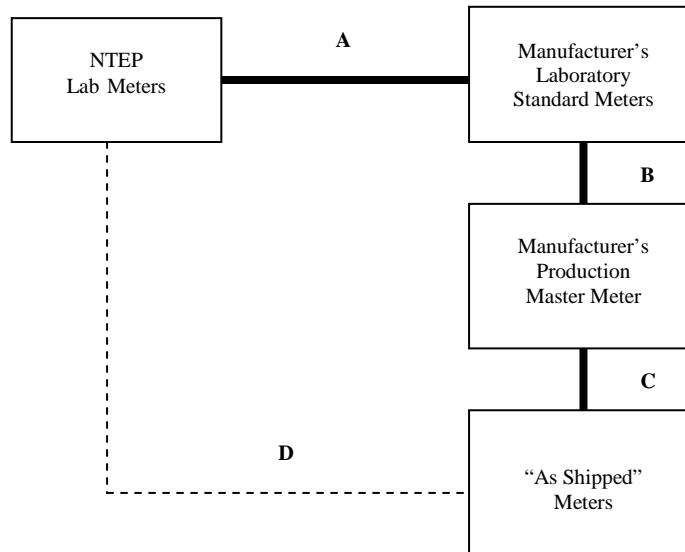 NTEP
Lab Meters
A
Manufacturer’s
Laboratory
Standard Meters
B
Manufacturer’s
Production
Master Meter
C
D
“As Shipped”
Meters